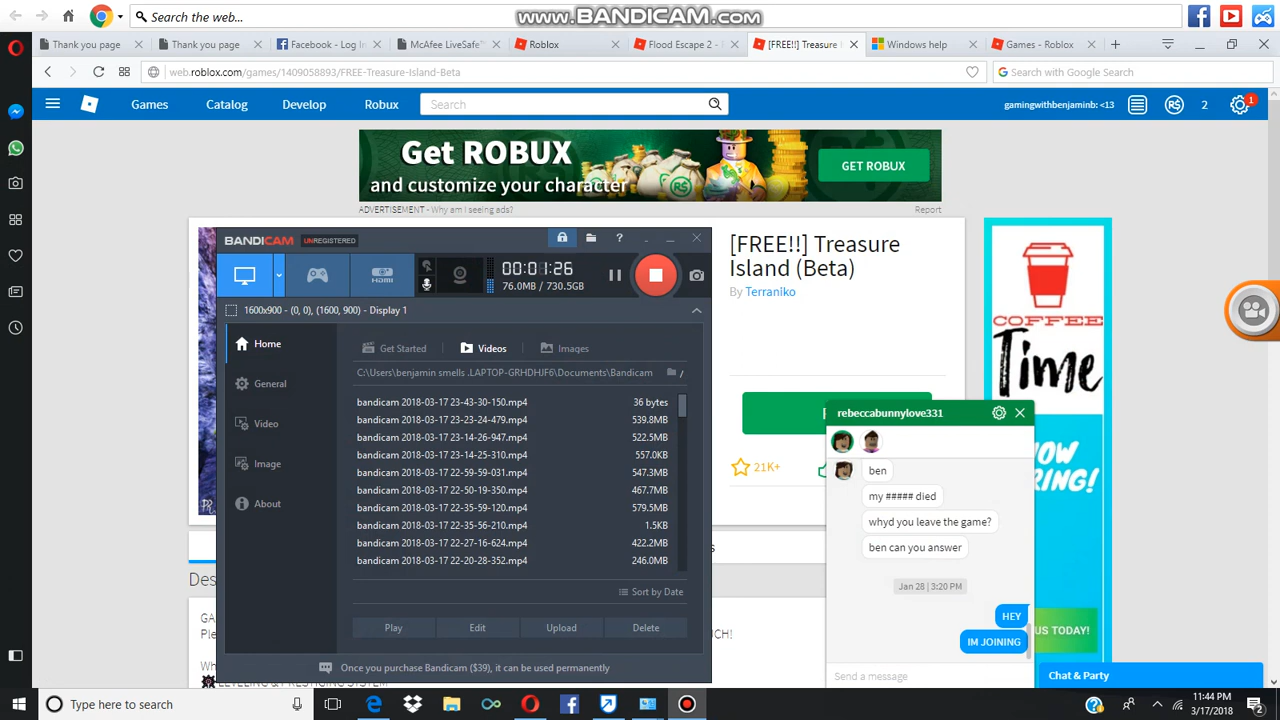 Search the web...
www.BANDICAM.com
Thank you page
Thank you page
Facebook - Log In
McAfee LiveSafe™
Roblox
Flood Escape 2 -
[FREE!!] Treasure
Windows help
Games - Roblox
web.roblox.com/games/1409058893/FREE-Treasure-Island-Beta
Search with Google Search
Games
Catalog
Develop
Robux
Search
gamingwithbenjaminb: <13
2
1
Get ROBUX
and customize your character
GET ROBUX
ADVERTISEMENT - Why am I seeing ads?
Report
BANDICAM UNREGISTERED
00:01:26
76.0MB / 730.5GB
1600x900 - (0, 0), (1600, 900) - Display 1
Home
General
Video
Image
About
Get Started
Videos
Images
C:\Users\benjamin smells .LAPTOP-GRHDHJF6\Documents\Bandicam
bandicam 2018-03-17 23-43-30-150.mp4 36 bytes
bandicam 2018-03-17 23-23-24-479.mp4 539.8MB
bandicam 2018-03-17 23-14-26-947.mp4 522.5MB
bandicam 2018-03-17 23-14-25-310.mp4 557.0KB
bandicam 2018-03-17 22-59-59-031.mp4 547.3MB
bandicam 2018-03-17 22-50-19-350.mp4 467.7MB
bandicam 2018-03-17 22-35-59-120.mp4 579.5MB
bandicam 2018-03-17 22-35-56-210.mp4 1.5KB
bandicam 2018-03-17 22-27-16-624.mp4 422.2MB
bandicam 2018-03-17 22-20-28-352.mp4 246.0MB
Sort by Date
Play
Edit
Upload
Delete
Once you purchase Bandicam ($39), it can be used permanently
[FREE!!] Treasure
Island (Beta)
By Terraniko
21K+
COFFEE
Time
NOW
HIRING!
US TODAY!
rebeccabunnylove331
ben
my ##### died
whyd you leave the game?
ben can you answer
Jan 28 | 3:20 PM
HEY
IM JOINING
Send a message
Chat & Party
Des
LEVELING & PRESTIGING SYSTEM
Type here to search
11:44 PM
3/17/2018